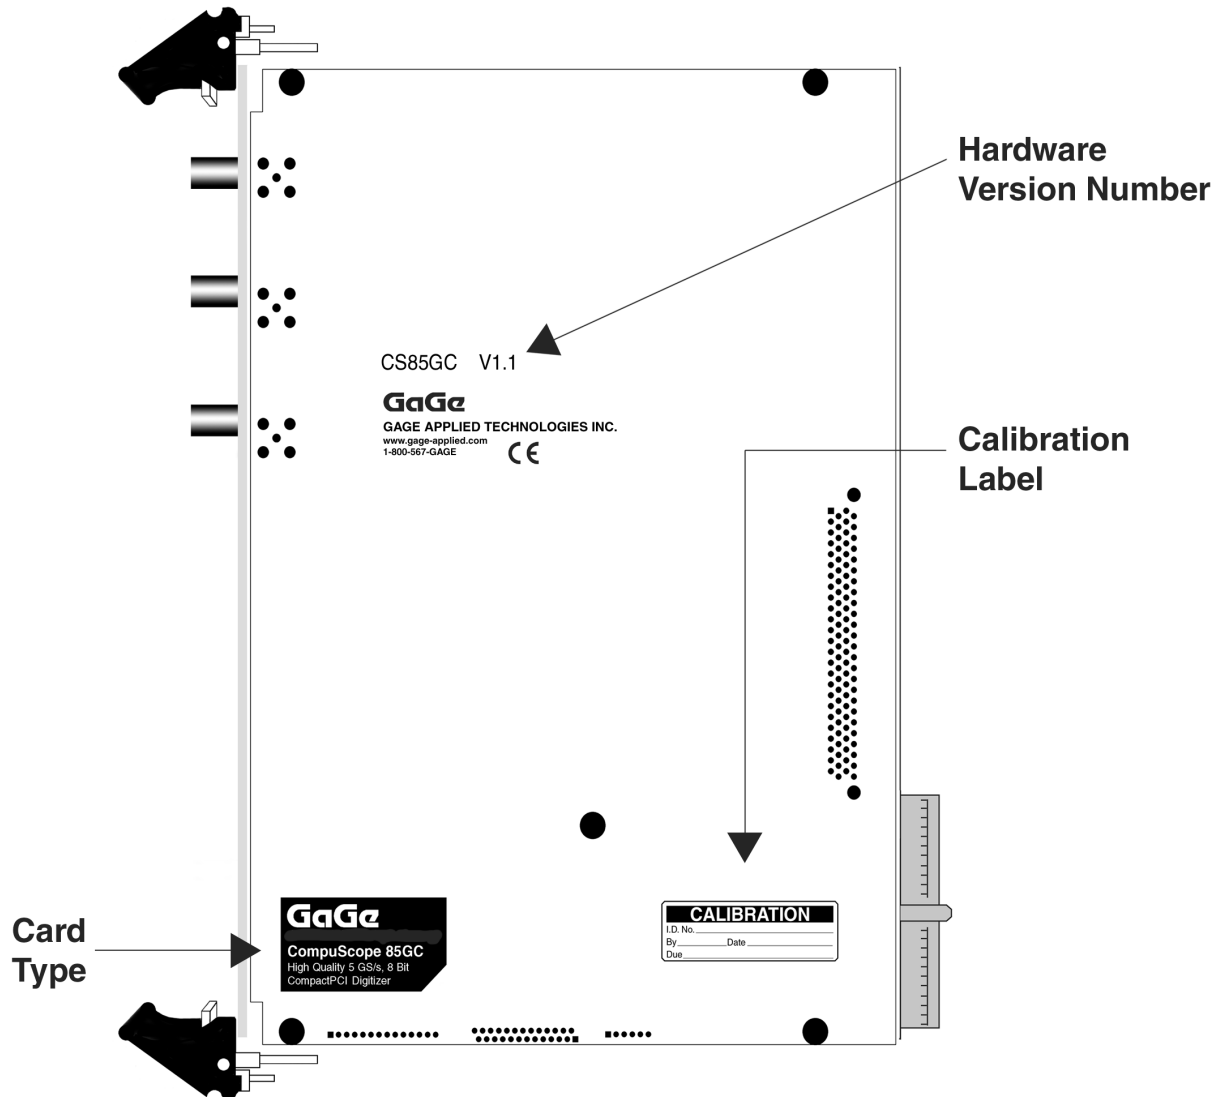 Hardware
Version Number
CS85GC V1.1
GaGe
GAGE APPLIED TECHNOLOGIES INC.
www.gage-applied.com
1-800-567-GAGE
CE
Calibration
Label
Card
Type
GaGe
CompuScope 85GC
High Quality 5 GS/s, 8 Bit
CompactPCI Digitizer
CALIBRATION
I.D. No.
By Date
Due